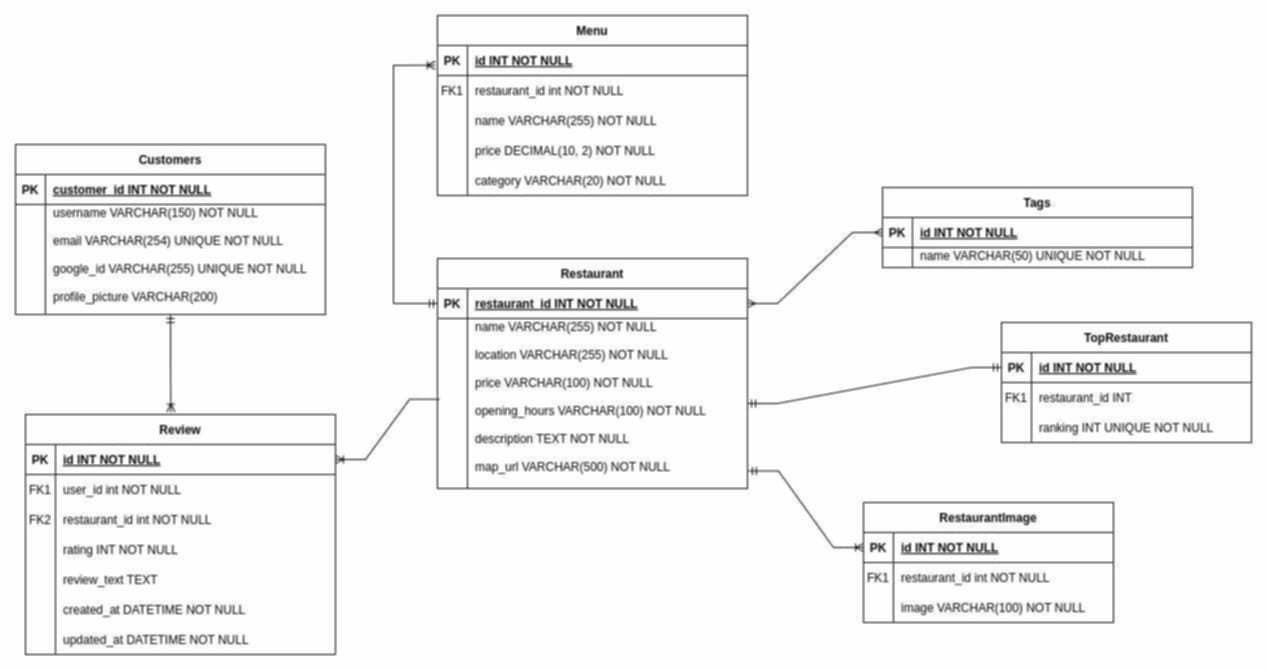 Menu
PK id INT NOT NULL
FK1 restaurant_id int NOT NULL
name VARCHAR(255) NOT NULL
price DECIMAL(10, 2) NOT NULL
category VARCHAR(20) NOT NULL
Customers
PK customer_id INT NOT NULL
username VARCHAR(150) NOT NULL
email VARCHAR(254) UNIQUE NOT NULL
google_id VARCHAR(255) UNIQUE NOT NULL
profile_picture VARCHAR(200)
Tags
PK id INT NOT NULL
name VARCHAR(50) UNIQUE NOT NULL
Restaurant
PK restaurant_id INT NOT NULL
name VARCHAR(255) NOT NULL
location VARCHAR(255) NOT NULL
price VARCHAR(100) NOT NULL
opening_hours VARCHAR(100) NOT NULL
description TEXT NOT NULL
map_url VARCHAR(500) NOT NULL
TopRestaurant
PK id INT NOT NULL
FK1 restaurant_id INT
ranking INT UNIQUE NOT NULL
Review
PK id INT NOT NULL
FK1 user_id int NOT NULL
FK2 restaurant_id int NOT NULL
rating INT NOT NULL
review_text TEXT
created_at DATETIME NOT NULL
updated_at DATETIME NOT NULL
RestaurantImage
PK id INT NOT NULL
FK1 restaurant_id int NOT NULL
image VARCHAR(100) NOT NULL